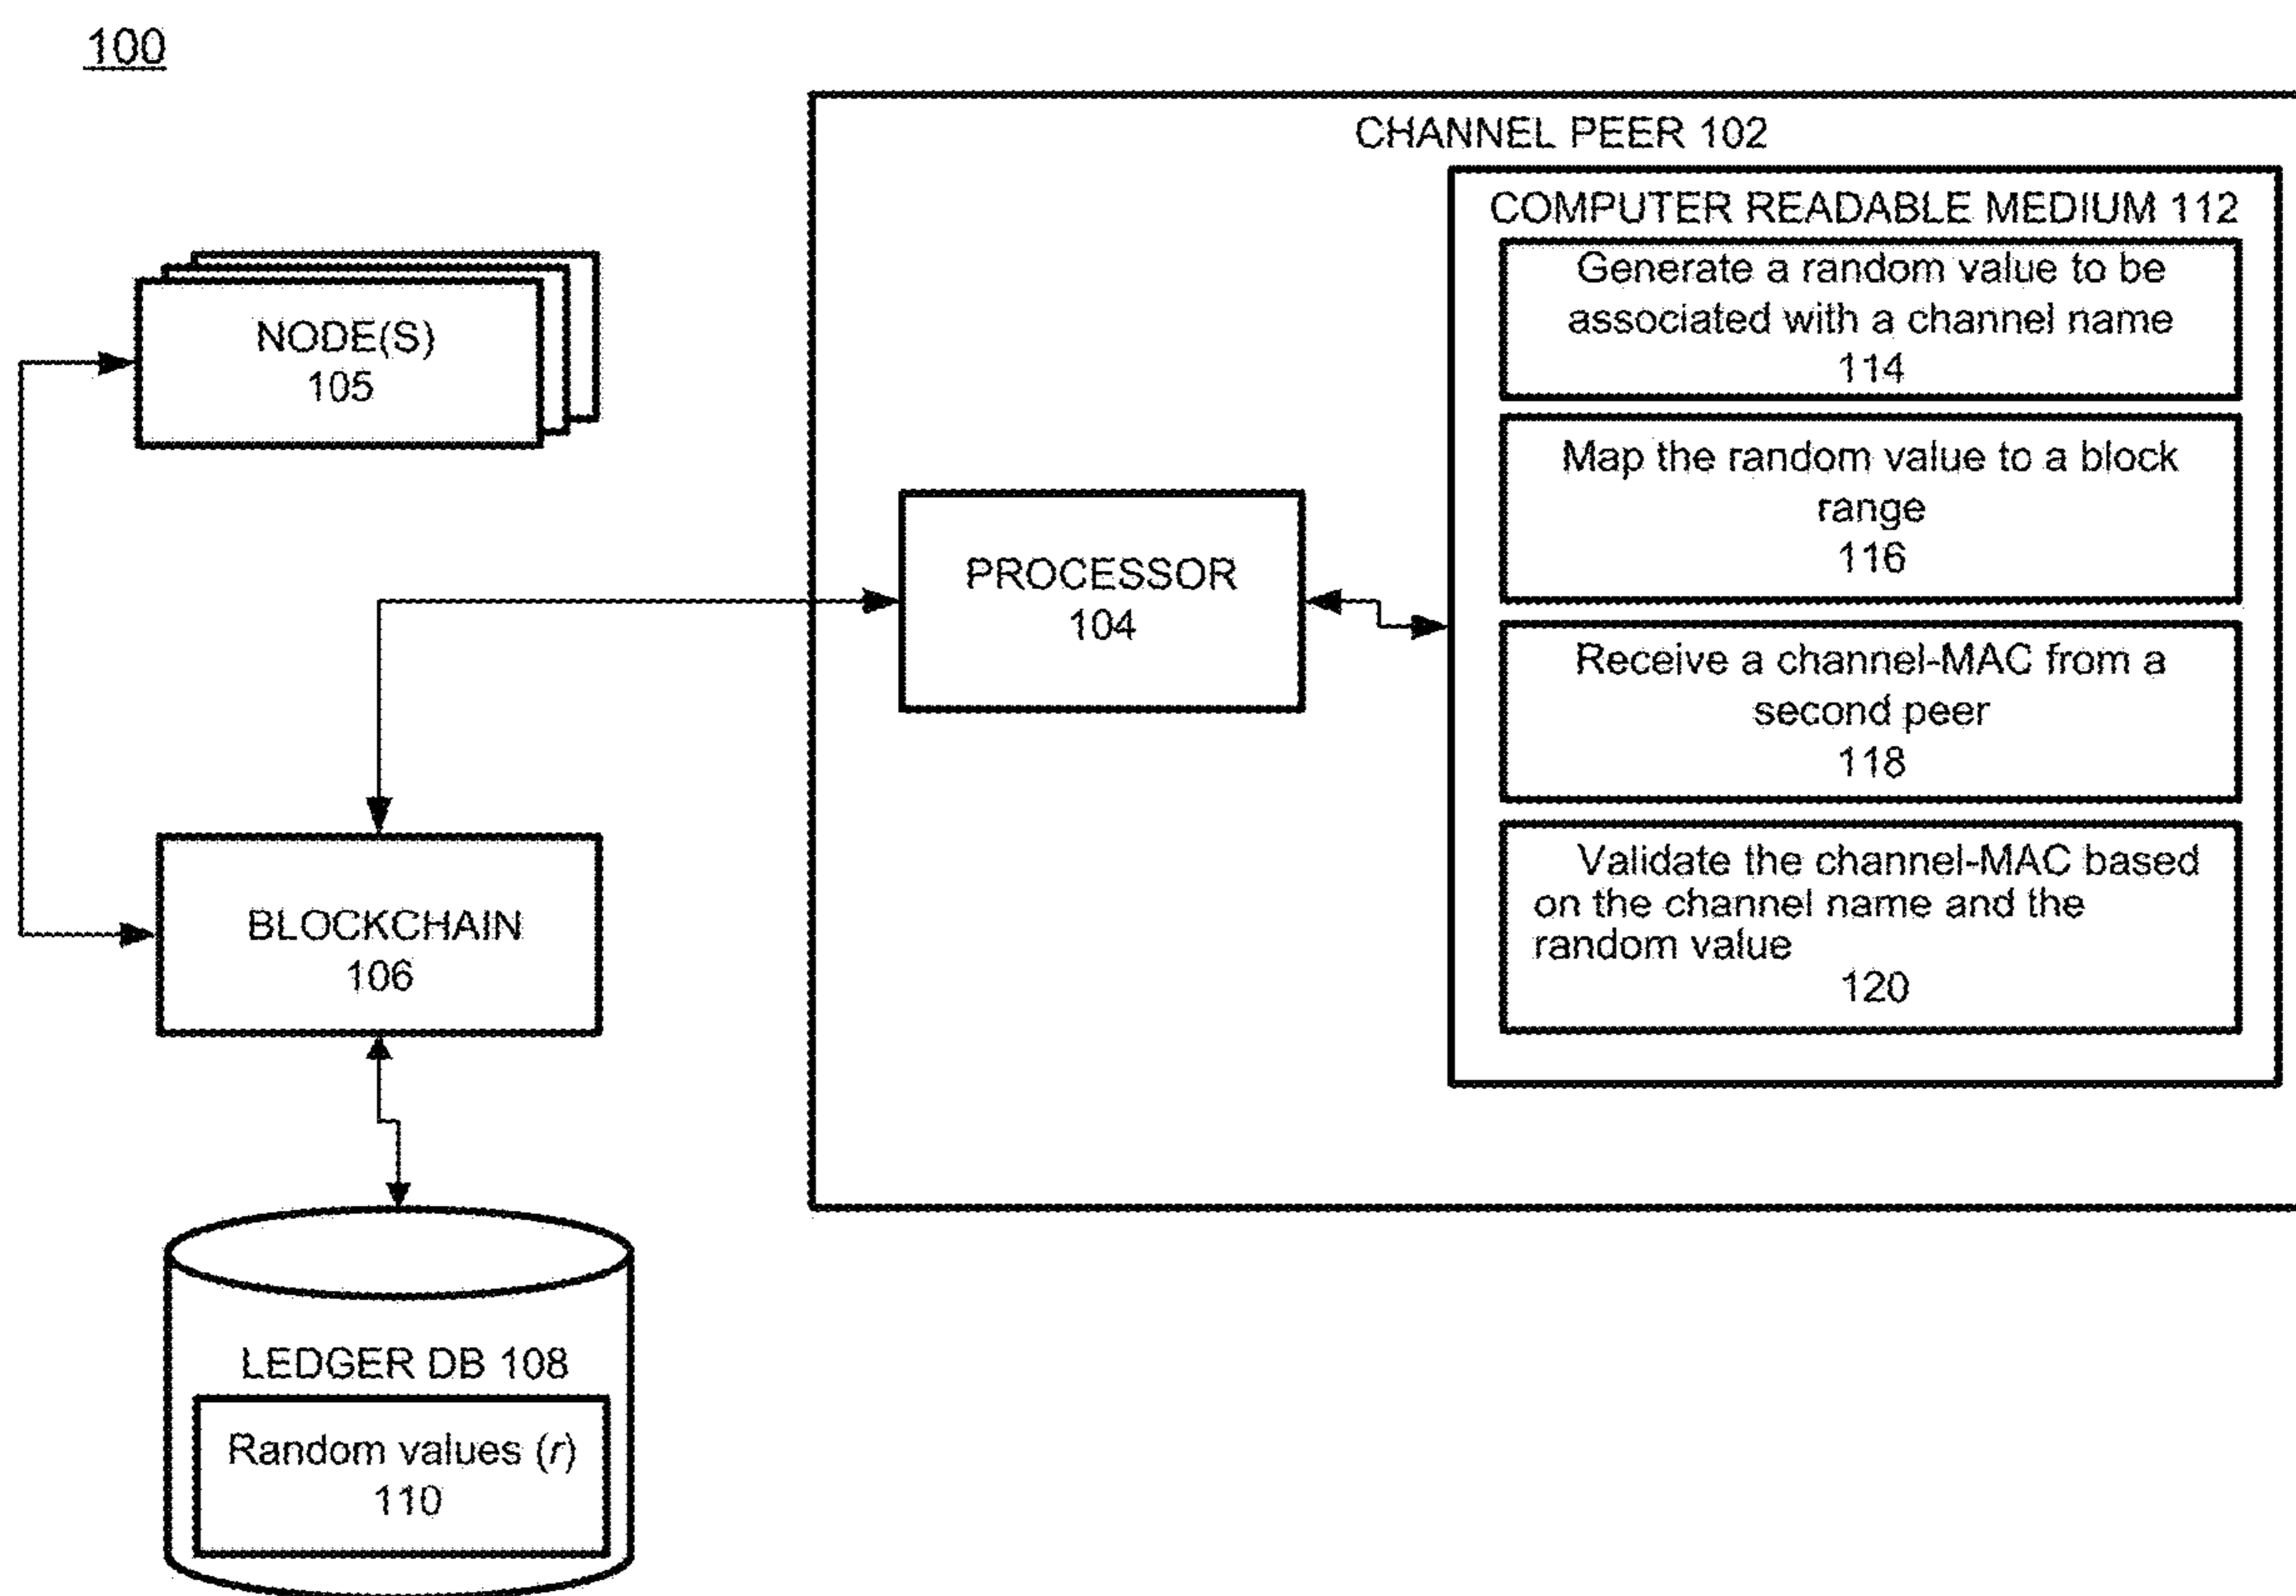 100
CHANNEL PEER 102
COMPUTER READABLE MEDIUM 112
Generate a random value to be
associated with a channel name
114
Map the random value to a block
range
116
Receive a channel-MAC from a
second peer
118
Validate the channel-MAC based
on the channel name and the
random value
120
NODE(S)
105
PROCESSOR
104
BLOCKCHAIN
106
LEDGER DB 108
Random values (r)
110